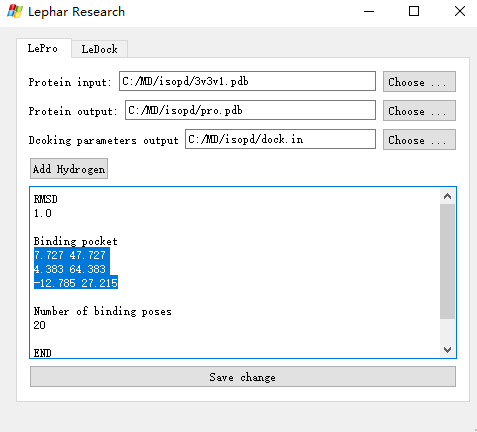 Lephar Research
LePro LeDock
Protein input: C:/MD/isopd/3v3v1.pdb Choose ...
Protein output: C:/MD/isopd/pro.pdb Choose ...
Dcoking parameters output C:/MD/isopd/dock.in Choose ...
Add Hydrogen
RMSD
1.0
Binding pocket
7.727 47.727
4.383 64.383
-12.785 27.215
Number of binding poses
20
END
Save change